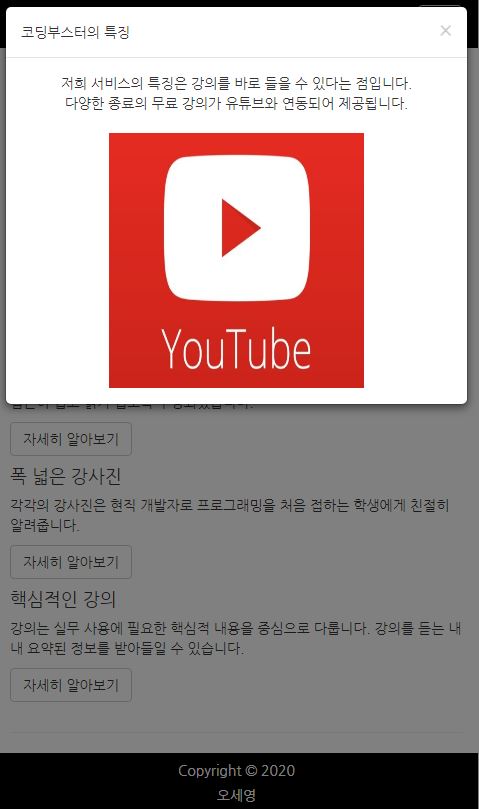 코딩부스터의 특징
×
저희 서비스의 특징은 강의를 바로 들을 수 있다는 점입니다.
다양한 종료의 무료 강의가 유튜브와 연동되어 제공됩니다.
YouTube
자세히 알아보기
폭 넓은 강사진
각각의 강사진은 현직 개발자로 프로그래밍을 처음 접하는 학생에게 친절히
알려줍니다.
자세히 알아보기
핵심적인 강의
강의는 실무 사용에 필요한 핵심적 내용을 중심으로 다룹니다. 강의를 듣는 내
내 요약된 정보를 받아들일 수 있습니다.
자세히 알아보기
Copyright © 2020
오세영